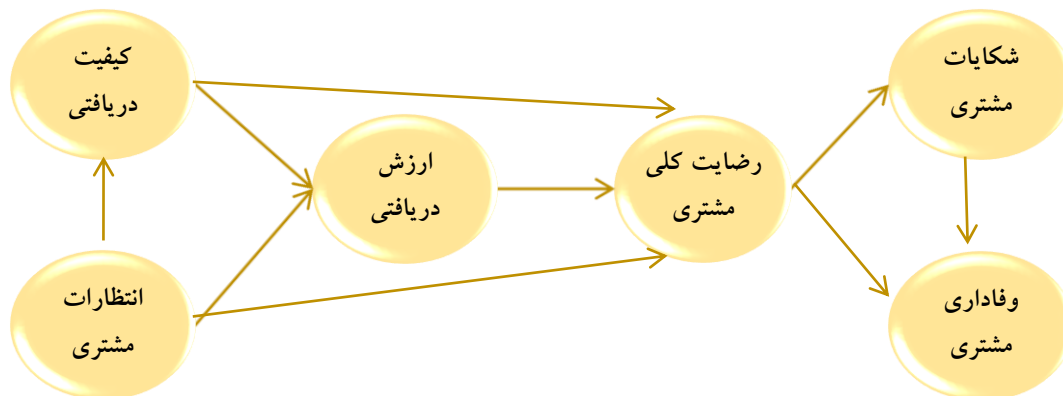 کیفیت
دریافتی
شکایات
مشتری
ارزش
دریافتی
رضایت کلی
مشتری
انتظارات
مشتری
وفاداری
مشتری